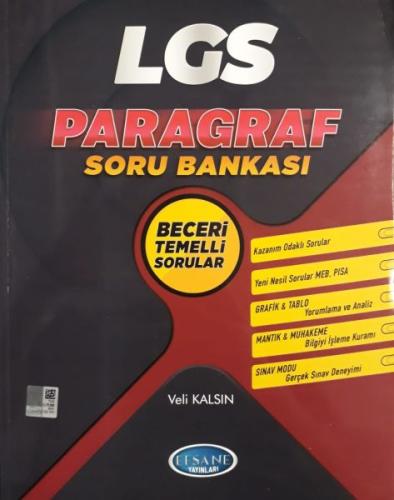 LGS
PARAGRAF
SORU BANKASI
BECERİ
TEMELLİ
SORULAR
Kazanım Odaklı Sorular
Yeni Nesil Sorular MEB, PISA
GRAFİK & TABLO
Yorumlama ve Analiz
MANTIK & MUHAKEME
Bilgiyi İşleme Kuramı
SINAV MODU
Gerçek Sınav Deneyimi
Veli KALSIN
EFSANE
YAYINLARI